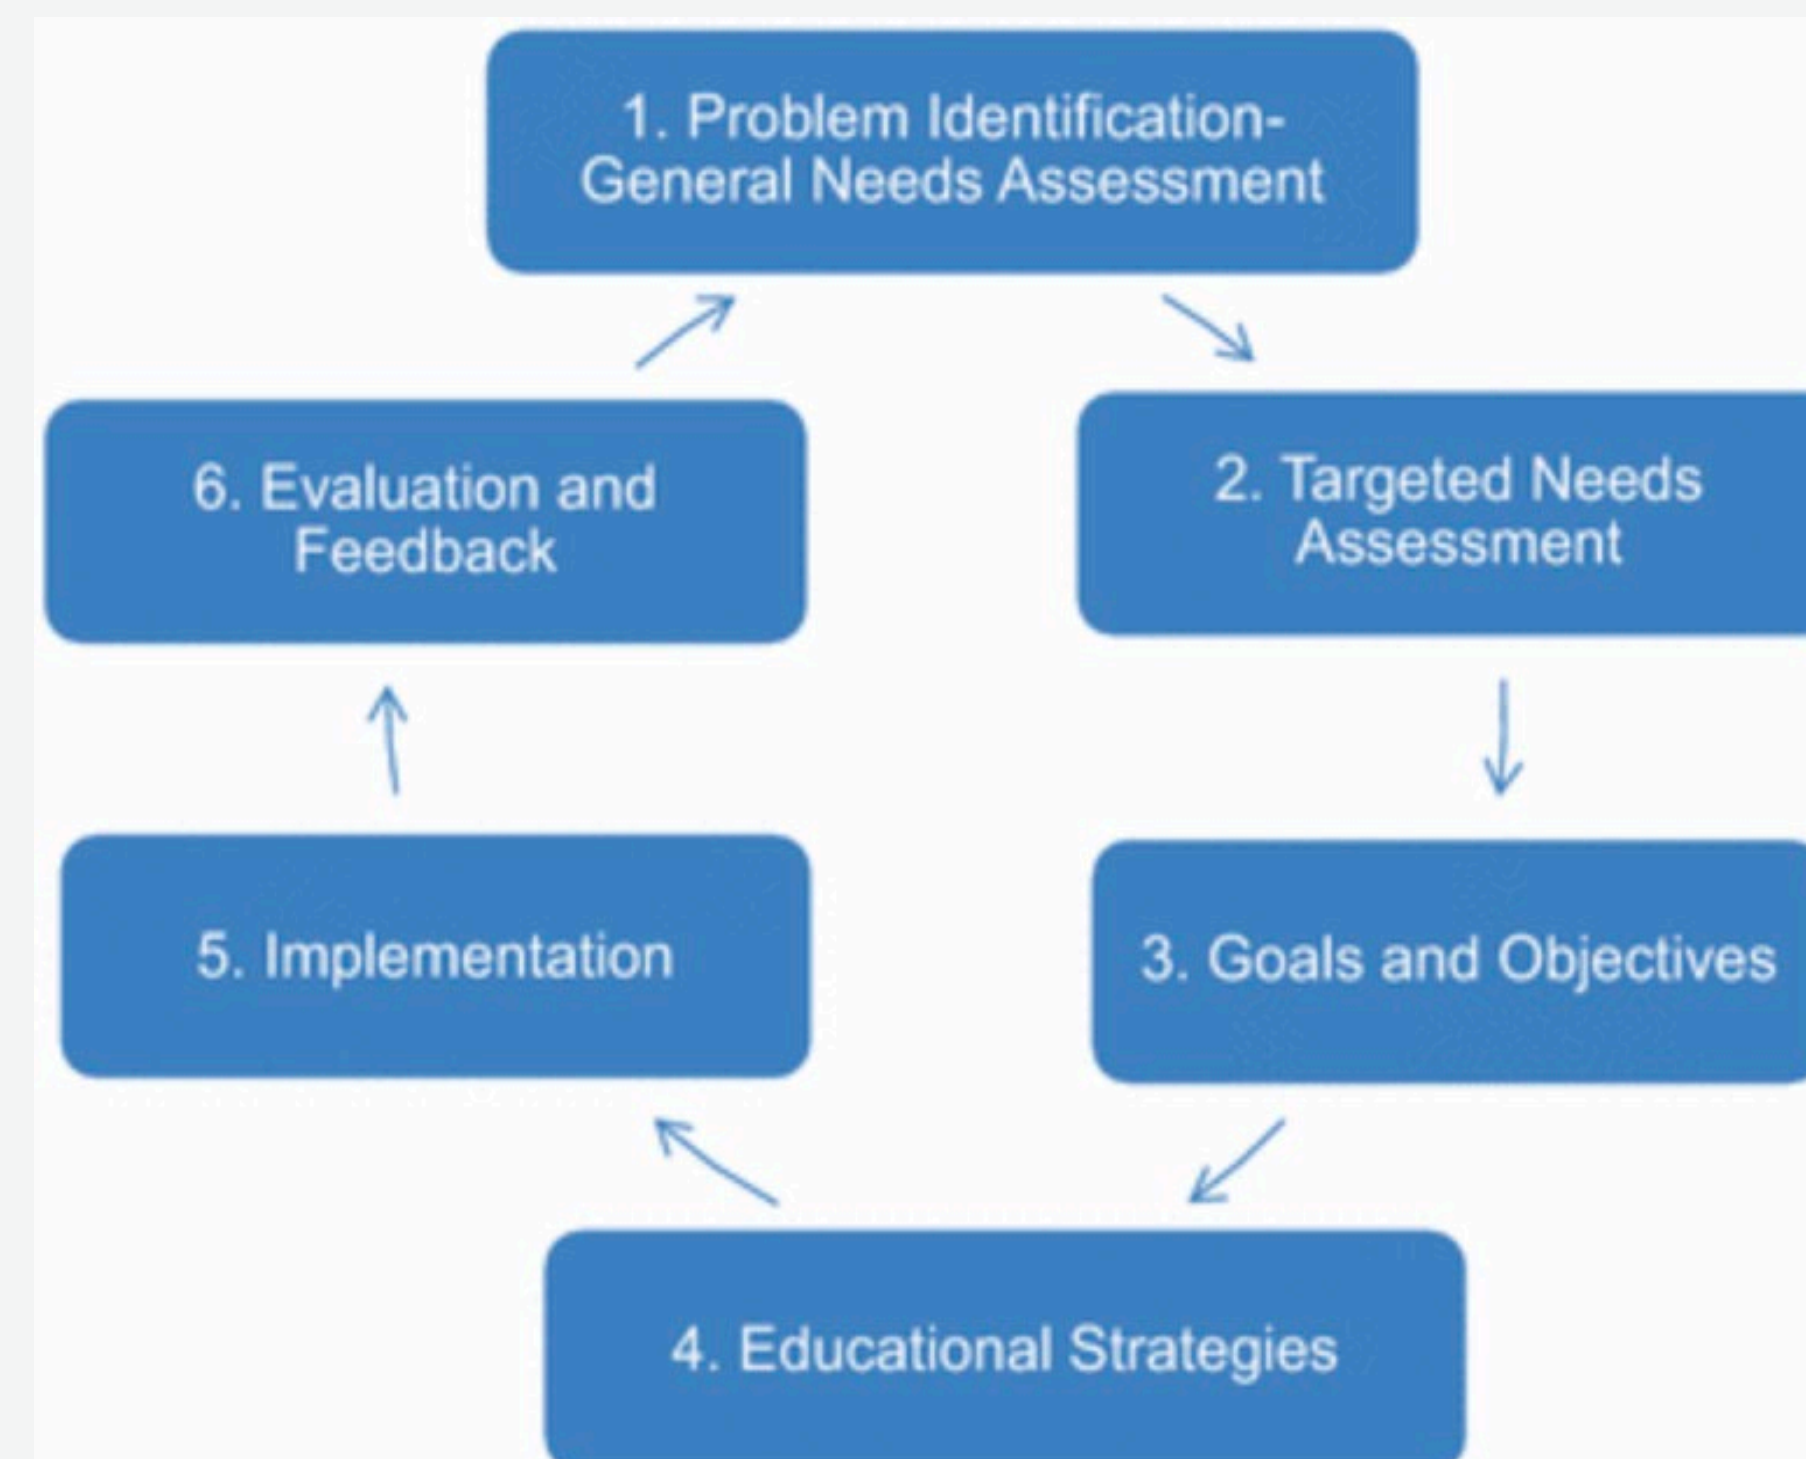 1. Problem Identification-
General Needs Assessment
2. Targeted Needs
Assessment
3. Goals and Objectives
4. Educational Strategies
5. Implementation
6. Evaluation and
Feedback